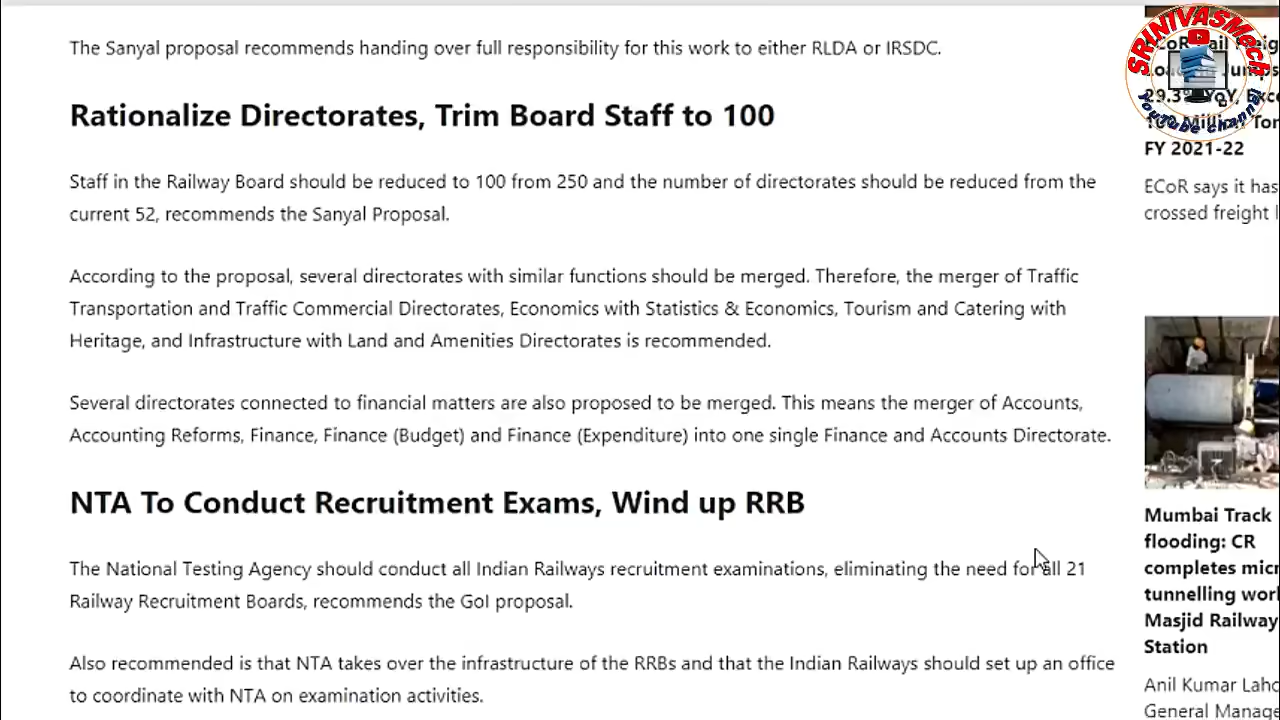 The Sanyal proposal recommends handing over full responsibility for this work to either RLDA or IRSDC.
Rationalize Directorates, Trim Board Staff to 100
Staff in the Railway Board should be reduced to 100 from 250 and the number of directorates should be reduced from the
current 52, recommends the Sanyal Proposal.
According to the proposal, several directorates with similar functions should be merged. Therefore, the merger of Traffic
Transportation and Traffic Commercial Directorates, Economics with Statistics & Economics, Tourism and Catering with
Heritage, and Infrastructure with Land and Amenities Directorates is recommended.
Several directorates connected to financial matters are also proposed to be merged. This means the merger of Accounts,
Accounting Reforms, Finance, Finance (Budget) and Finance (Expenditure) into one single Finance and Accounts Directorate.
NTA To Conduct Recruitment Exams, Wind up RRB
The National Testing Agency should conduct all Indian Railways recruitment examinations, eliminating the need for all 21
Railway Recruitment Boards, recommends the GoI proposal.
Also recommended is that NTA takes over the infrastructure of the RRBs and that the Indian Railways should set up an office
to coordinate with NTA on examination activities.
SRINIVASMech
YouTube channel
ECoR
YoY,
FY 2021-22
ECoR says it has
crossed freight
Mumbai Track
flooding: CR
completes
tunnelling
Masjid Railway
Station
Anil Kumar
General